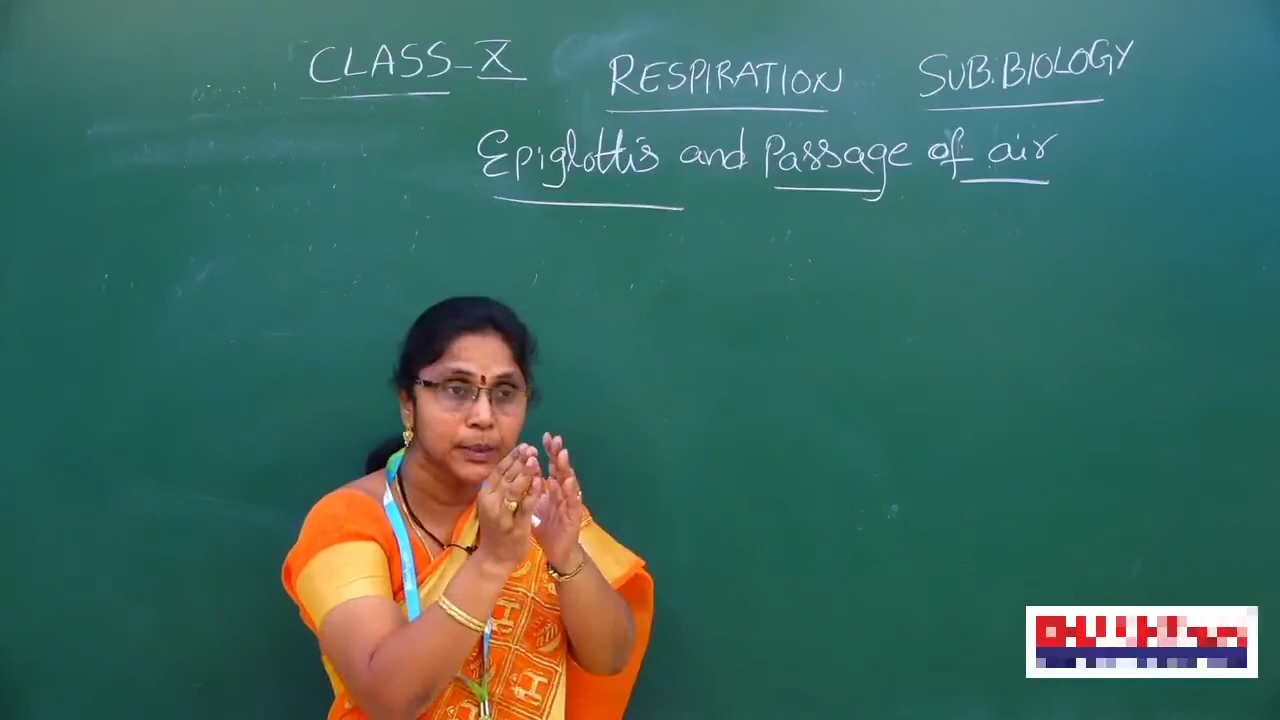 CLASS-X RESPIRATION SUB.BIOLOGY
Epiglottis and Passage of air